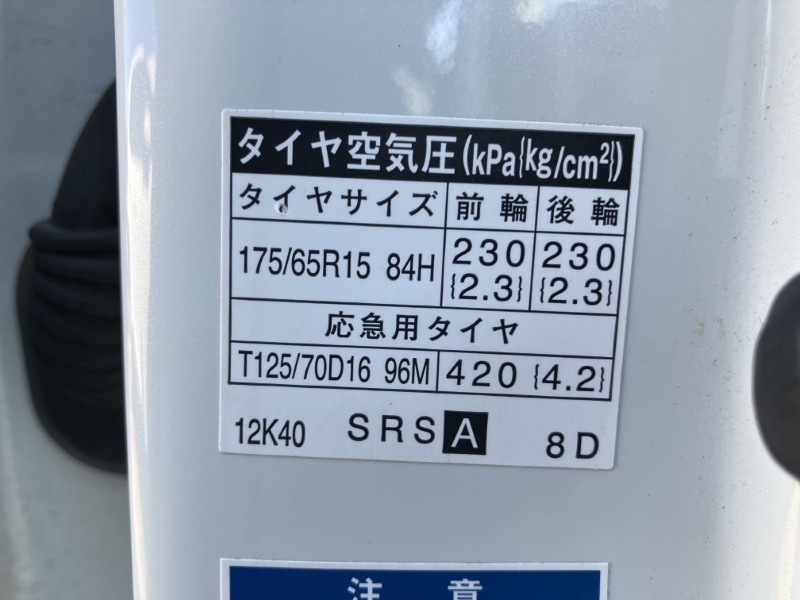 タイヤ空気圧(kPa{kg/cm²})
タイヤサイズ 前輪 後輪
175/65R15 84H 230 {2.3} 230 {2.3}
応急用タイヤ
T125/70D16 96M 420 {4.2}
12K40 SRS A 8D
注意